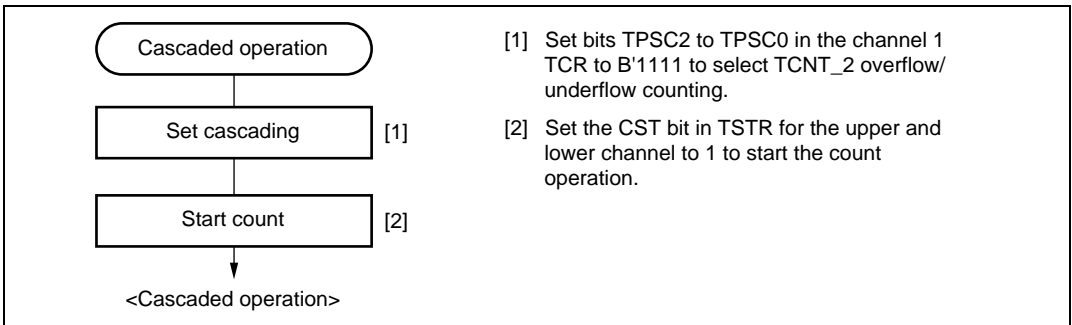 Cascaded operation
Set cascading
[1]
Start count
[2]
<Cascaded operation>
[1] Set bits TPSC2 to TPSC0 in the channel 1
TCR to B'1111 to select TCNT_2 overflow/
underflow counting.
[2] Set the CST bit in TSTR for the upper and
lower channel to 1 to start the count
operation.